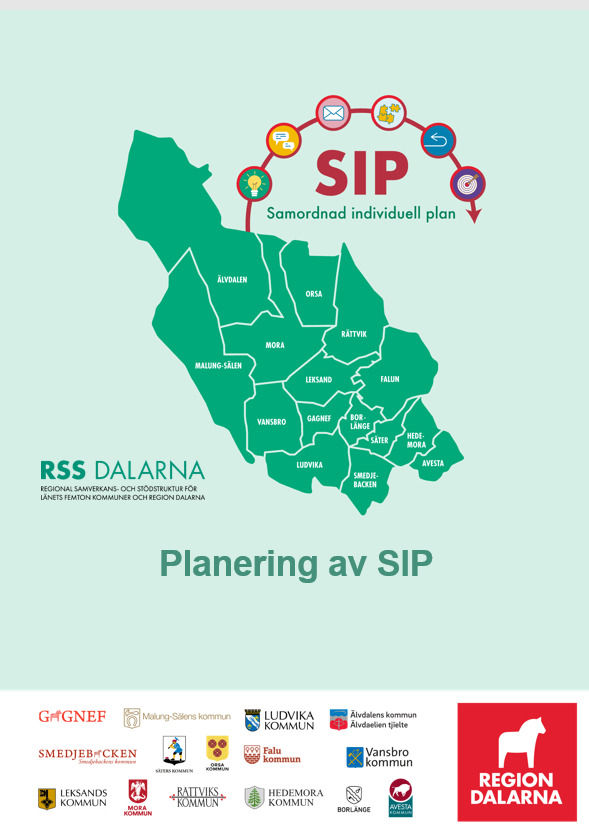 SIP
Samordnad individuell plan
ÄLVDALEN
ORSA
RÄTTVIK
MORA
MALUNG-SÄLEN
LEKSAND
FALUN
VANSBRO
GAGNEF
BOR-
LÄNGE
SÄTER
HEDE-
MORA
AVESTA
LUDVIKA
SMEDJE-
BACKEN
RSS DALARNA
REGIONAL SAMVERKANS- OCH STÖDSTRUKTUR FÖR
LÄNETS FEMTON KOMMUNER OCH REGION DALARNA
Planering av SIP
GAGNEF
Malung-Sälens kommun
LUDVIKA
KOMMUN
Älvdalens kommun
Älvdaelien tjielte
SMEDJEBACKEN
Smedjebackens kommun
SÄTERS KOMMUN
ORSA
KOMMUN
Falu
kommun
Vansbro
kommun
LEKSANDS
KOMMUN
MORA
KOMMUN
RÄTTVIKS
KOMMUN
HEDEMORA
KOMMUN
BORLÄNGE
AVESTA
KOMMUN
REGION
DALARNA